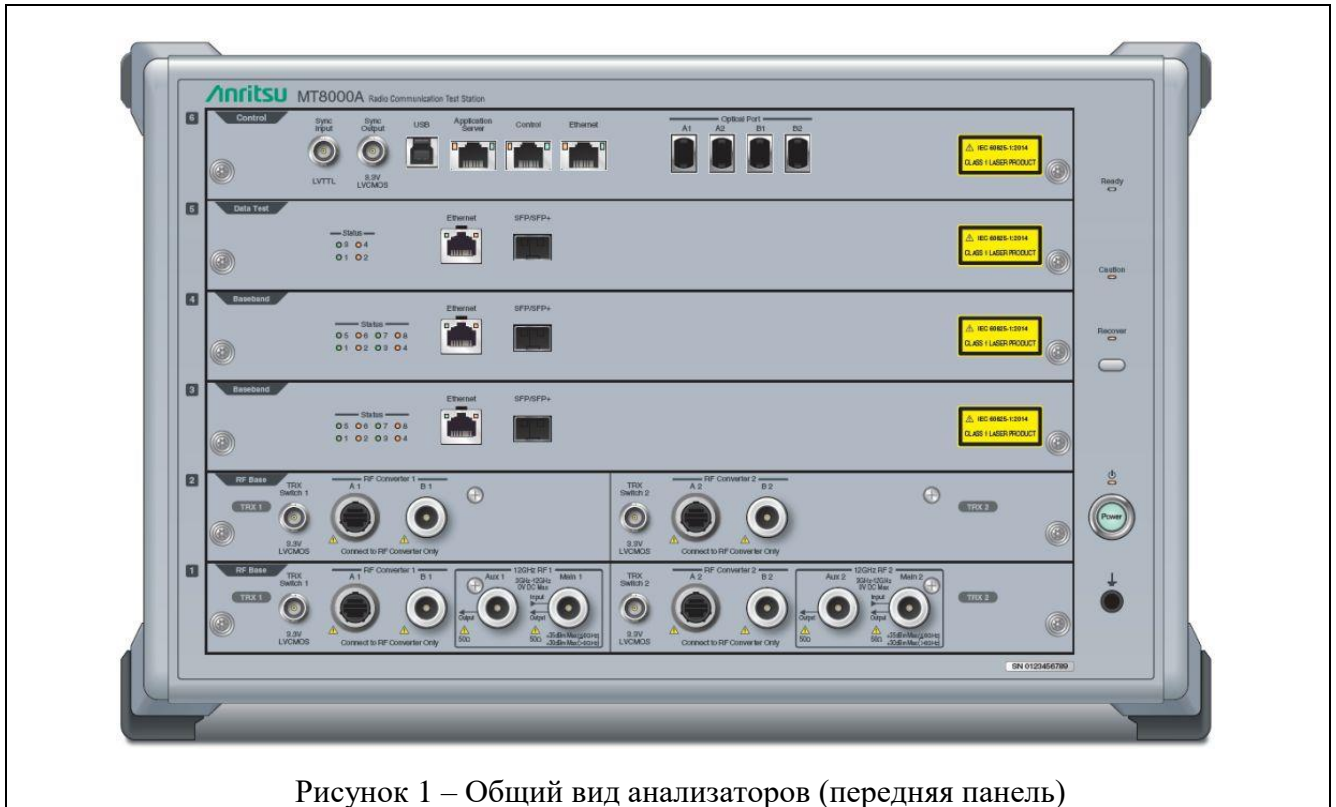 Anritsu MT8000A Radio Communication Test Station
6 Control Sync Input Sync Output USB Application Server Control Ethernet Optical Port
A1 A2 B1 B2
LVTTL 3.3V LVCMOS
IEC 60825-1:2014
CLASS 1 LASER PRODUCT
Ready
5 Data Test
Ethernet SFP/SFP+
Status
3 4
1 2
IEC 60825-1:2014
CLASS 1 LASER PRODUCT
Caution
4 Baseband
Ethernet SFP/SFP+
Status
5 6 7 8
1 2 3 4
IEC 60825-1:2014
CLASS 1 LASER PRODUCT
Recover
3 Baseband
Ethernet SFP/SFP+
Status
5 6 7 8
1 2 3 4
IEC 60825-1:2014
CLASS 1 LASER PRODUCT
2 RF Base
TRX 1
TRX Switch 1
3.3V LVCMOS
RF Converter 1
A 1 B 1
Connect to RF Converter Only
TRX Switch 2
3.3V LVCMOS
RF Converter 2
A 2 B 2
Connect to RF Converter Only
TRX 2
Power
1 RF Base
TRX 1
TRX Switch 1
3.3V LVCMOS
RF Converter 1
A 1 B 1
Connect to RF Converter Only
12GHz RF 1
Aux 1 Main 1
0V DC Max
Input
Output Output
50Ω 50Ω
TRX Switch 2
3.3V LVCMOS
RF Converter 2
A 2 B 2
Connect to RF Converter Only
12GHz RF 2
Aux 2 Main 2
0V DC Max
Input
Output Output
50Ω 50Ω
TRX 2
SN 0123456789
Рисунок 1 – Общий вид анализаторов (передняя панель)